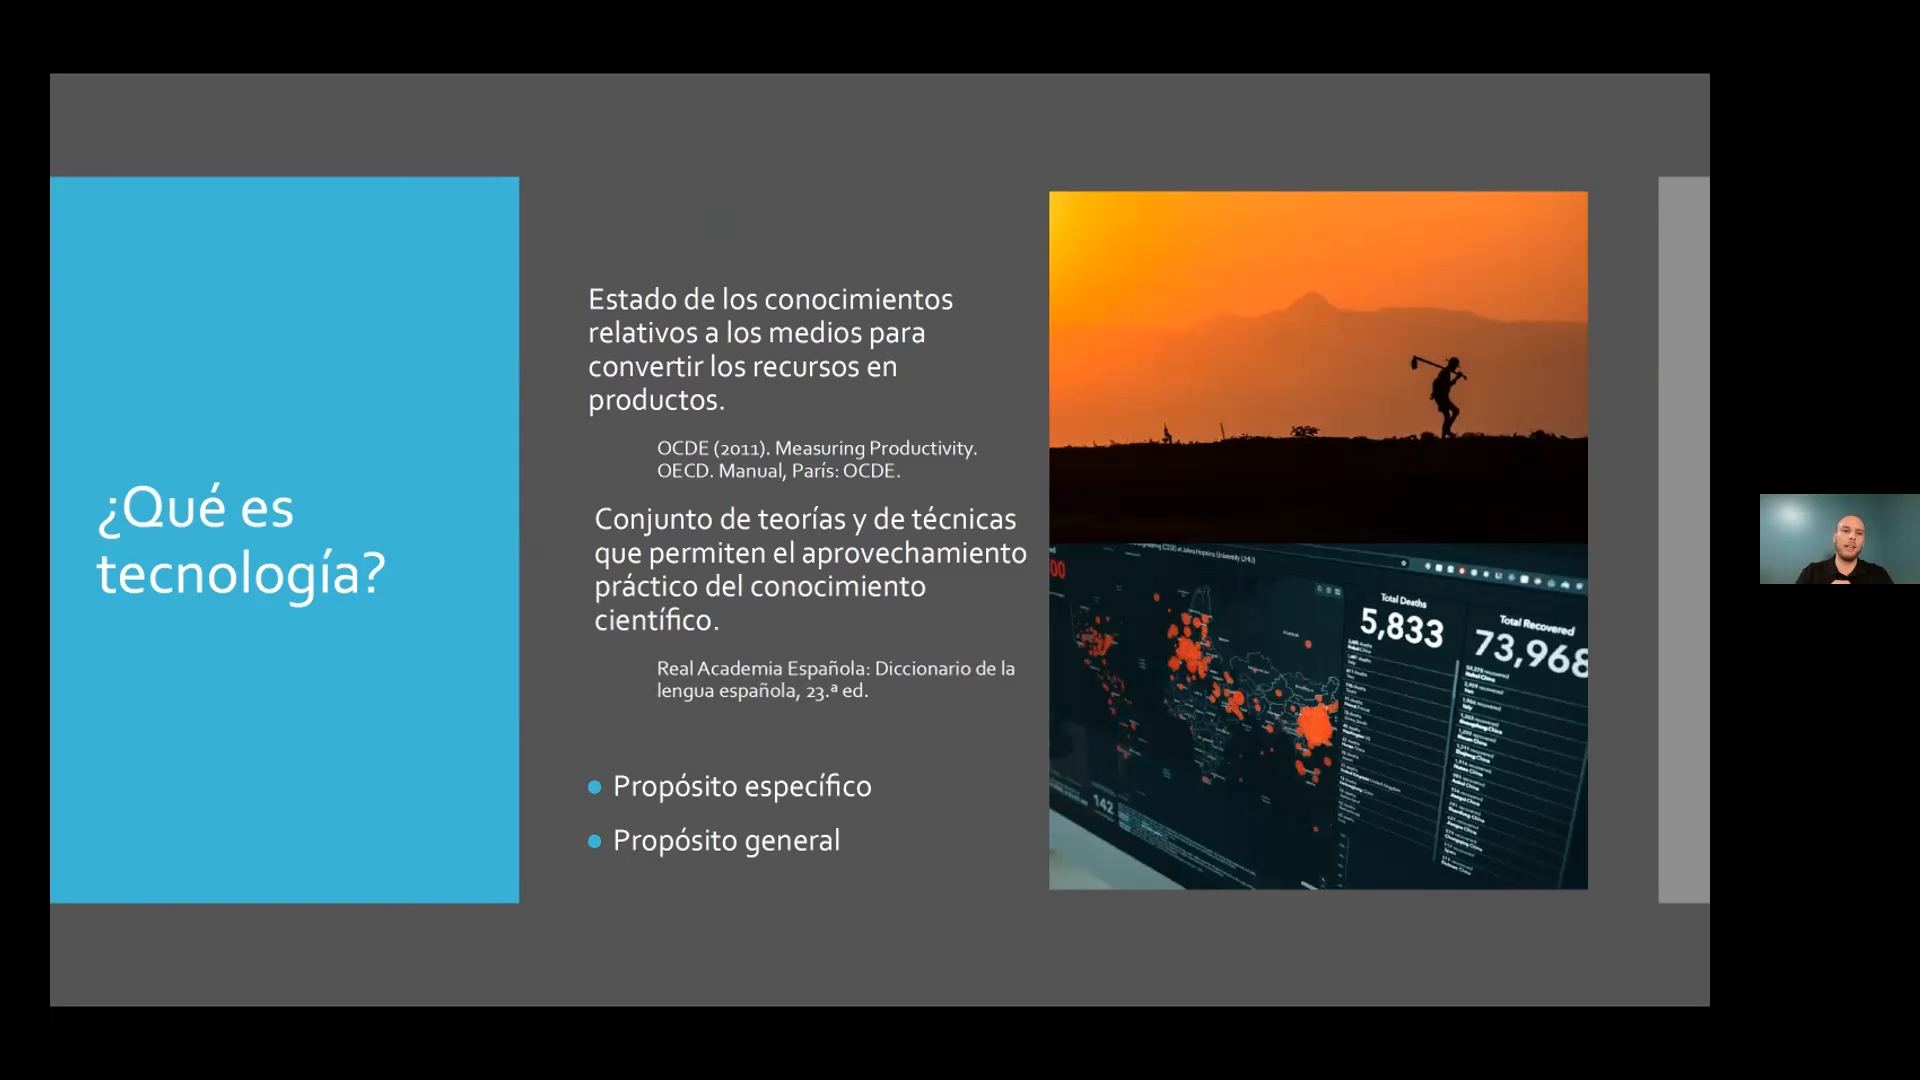 ¿Qué es
tecnología?
Estado de los conocimientos
relativos a los medios para
convertir los recursos en
productos.
OCDE (2011). Measuring Productivity.
OECD. Manual, París: OCDE.
Conjunto de teorías y de técnicas
que permiten el aprovechamiento
práctico del conocimiento
científico.
Real Academia Española: Diccionario de la
lengua española, 23.ª ed.
Propósito específico
Propósito general
Total Deaths
5,833
Total Recovered
73,968
142